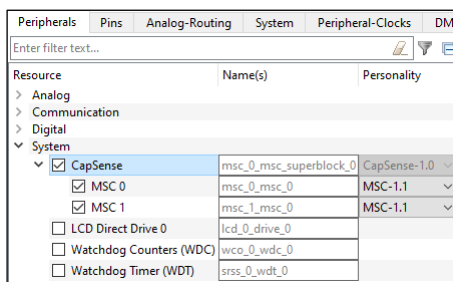 Peripherals Pins Analog-Routing System Peripheral-Clocks DM
Enter filter text...
Resource Name(s) Personality
Analog
Communication
Digital
System
CapSense msc_0_msc_superblock_0 CapSense-1.0
MSC 0 msc_0_msc_0 MSC-1.1
MSC 1 msc_1_msc_0 MSC-1.1
LCD Direct Drive 0 lcd_0_drive_0
Watchdog Counters (WDC) wco_0_wdc_0
Watchdog Timer (WDT) srss_0_wdt_0